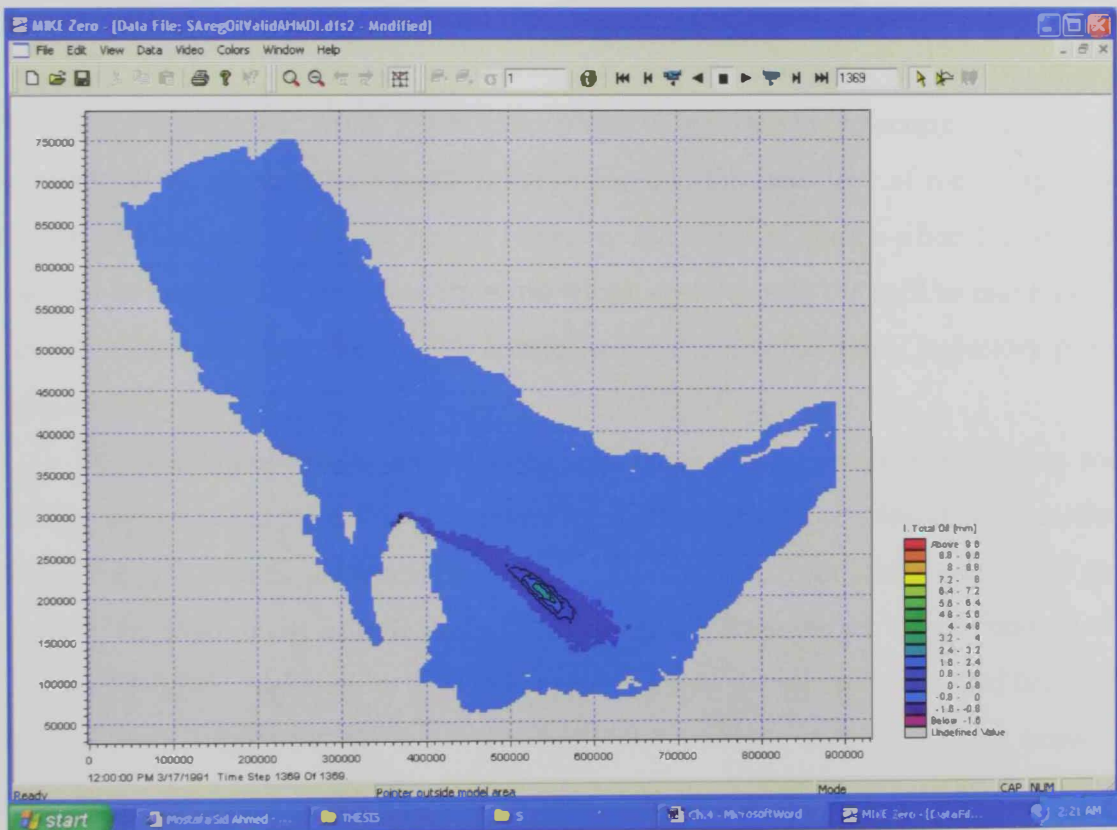 MIKE Zero - [Data File: SAregOilValidAHMDI.dfs2 - Modified]
File Edit View Data Video Colors Window Help
σ 1 1369
750000
700000
650000
600000
550000
500000
450000
400000
350000
300000
250000
200000
150000
100000
50000
0 100000 200000 300000 400000 500000 600000 700000 800000 900000
I. Total Oil [mm]
Above 9.6
8.8 - 9.6
8 - 8.8
7.2 - 8
6.4 - 7.2
5.6 - 6.4
4.8 - 5.6
4 - 4.8
3.2 - 4
2.4 - 3.2
1.6 - 2.4
0.8 - 1.6
0 - 0.8
-0.8 - 0
-1.6 - -0.8
Below -1.6
Undefined Value
12:00:00 PM 3/17/1991 Time Step 1369 Of 1369.
Ready Pointer outside model area Mode CAP NUM
start Mostafa Sid Ahmed - ... THESIS S Ch.4 - Microsoft Word MIKE Zero - [Data Fil... 2:21 AM